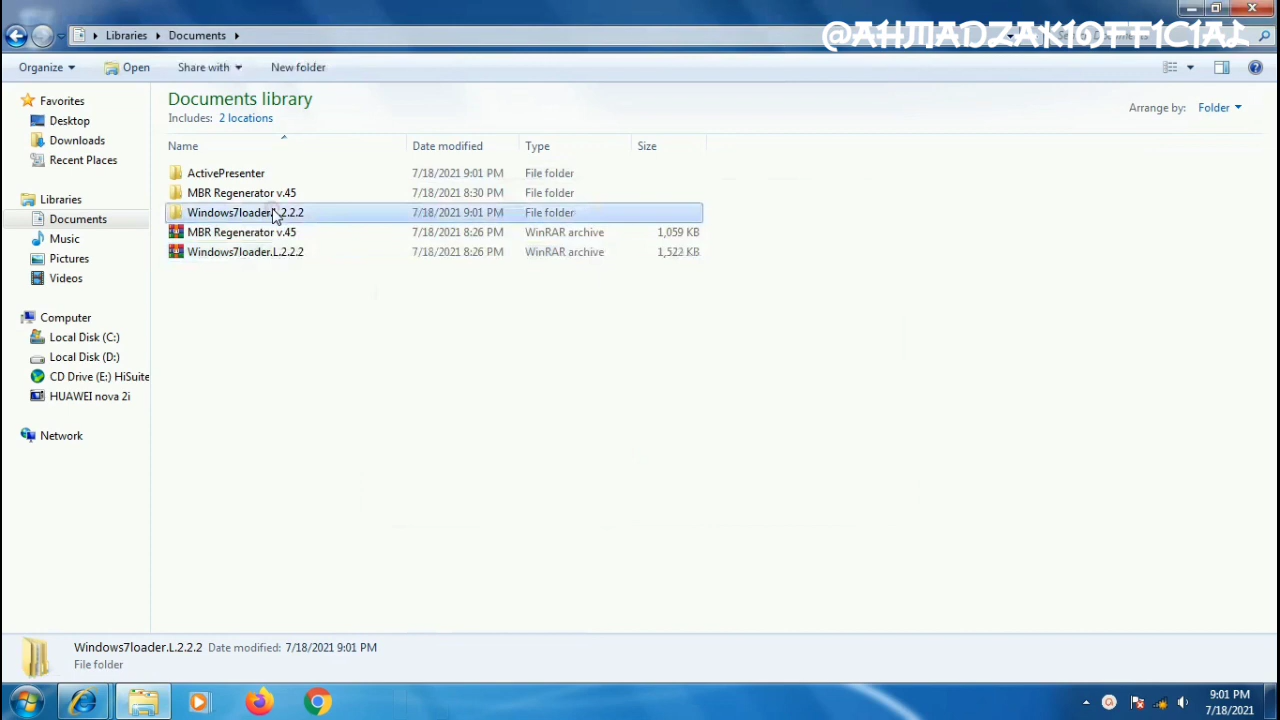 @AHMADZAKIOFFICIAL
Libraries
Documents
Organize
Open
Share with
New folder
Favorites
Desktop
Downloads
Recent Places
Libraries
Documents
Music
Pictures
Videos
Computer
Local Disk (C:)
Local Disk (D:)
CD Drive (E:) HiSuite
HUAWEI nova 2i
Network
Documents library
Includes: 2 locations
Arrange by: Folder
Name Date modified Type Size
ActivePresenter 7/18/2021 9:01 PM File folder
MBR Regenerator v.45 7/18/2021 8:30 PM File folder
Windows7loader.L.2.2.2 7/18/2021 9:01 PM File folder
MBR Regenerator v.45 7/18/2021 8:26 PM WinRAR archive 1,059 KB
Windows7loader.L.2.2.2 7/18/2021 8:26 PM WinRAR archive 1,522 KB
Windows7loader.L.2.2.2 Date modified: 7/18/2021 9:01 PM
File folder
9:01 PM
7/18/2021